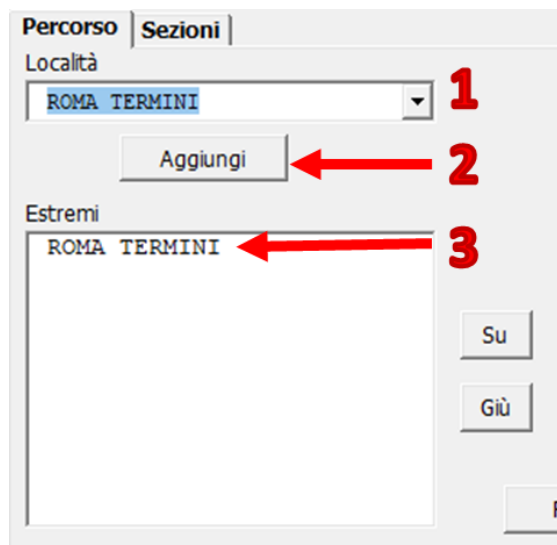 Percorso Sezioni
Località
ROMA TERMINI 1
Aggiungi 2
Estremi
ROMA TERMINI 3
Su
Giù